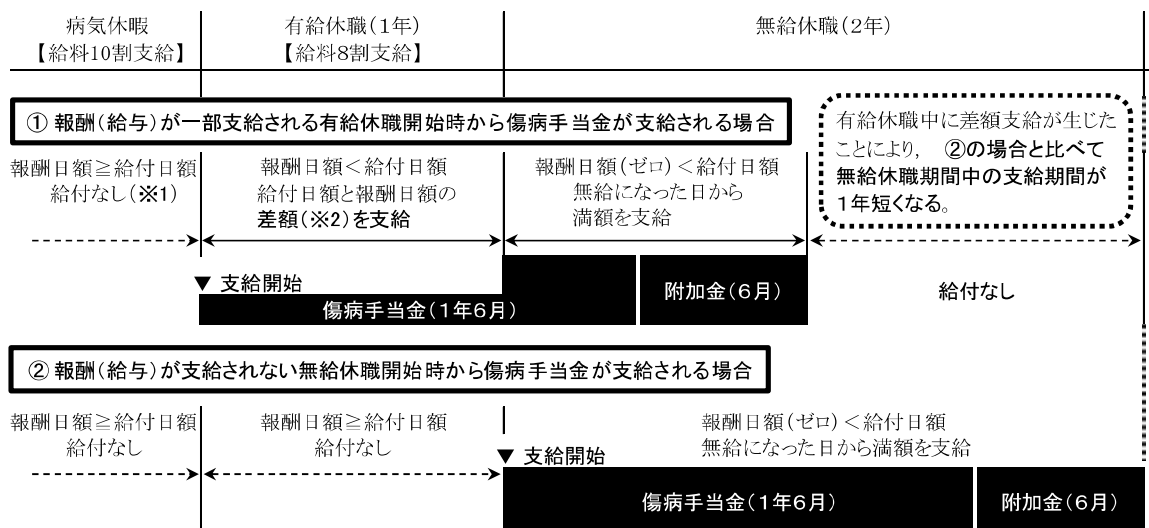 病気休暇
【給料10割支給】
有給休職(1年)
【給料8割支給】
無給休職(2年)
① 報酬(給与)が一部支給される有給休職開始時から傷病手当金が支給される場合
報酬日額≧給付日額
給付なし(※1)
報酬日額<給付日額
給付日額と報酬日額の
差額(※2)を支給
報酬日額(ゼロ)<給付日額
無給になった日から
満額を支給
有給休職中に差額支給が生じた
ことにより, ②の場合と比べて
無給休職期間中の支給期間が
1年短くなる。
▼ 支給開始
傷病手当金(1年6月)
附加金(6月)
給付なし
② 報酬(給与)が支給されない無給休職開始時から傷病手当金が支給される場合
報酬日額≧給付日額
給付なし
報酬日額≧給付日額
給付なし
報酬日額(ゼロ)<給付日額
無給になった日から満額を支給
▼ 支給開始
傷病手当金(1年6月)
附加金(6月)